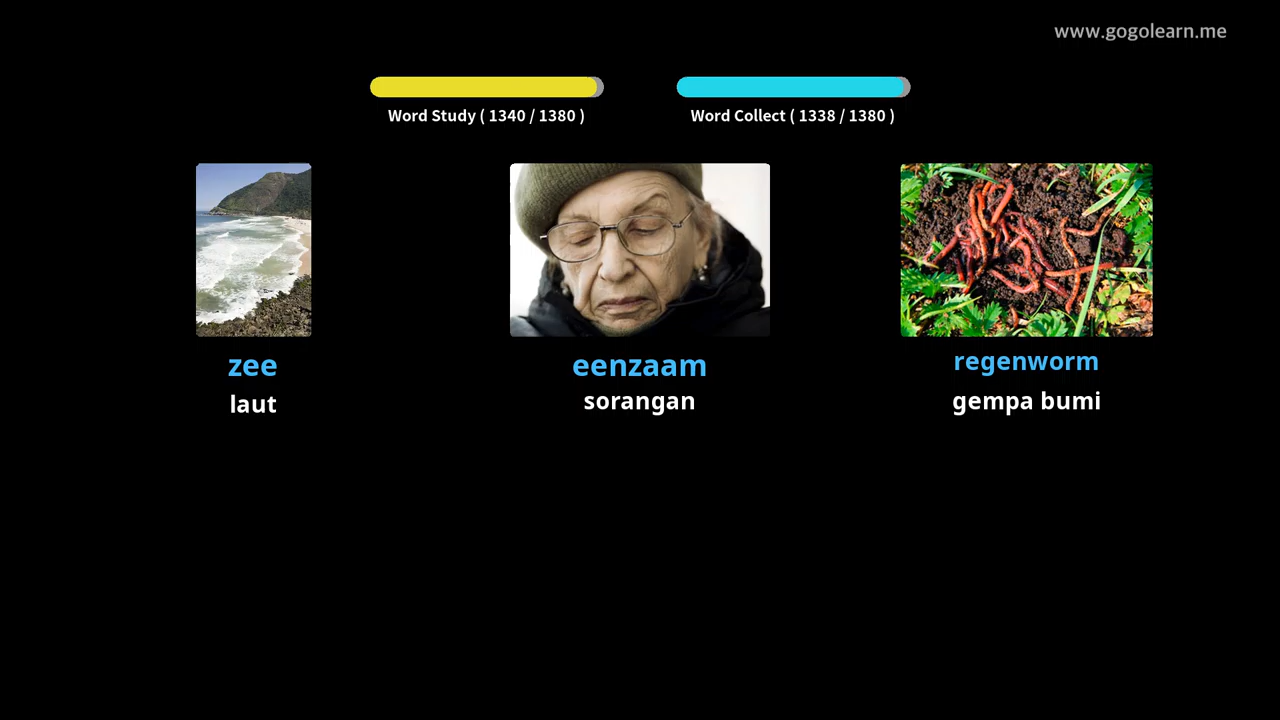 www.gogolearn.me
Word Study ( 1340 / 1380 )
Word Collect ( 1338 / 1380 )
zee
eenzaam
regenworm
laut
sorangan
gempa bumi